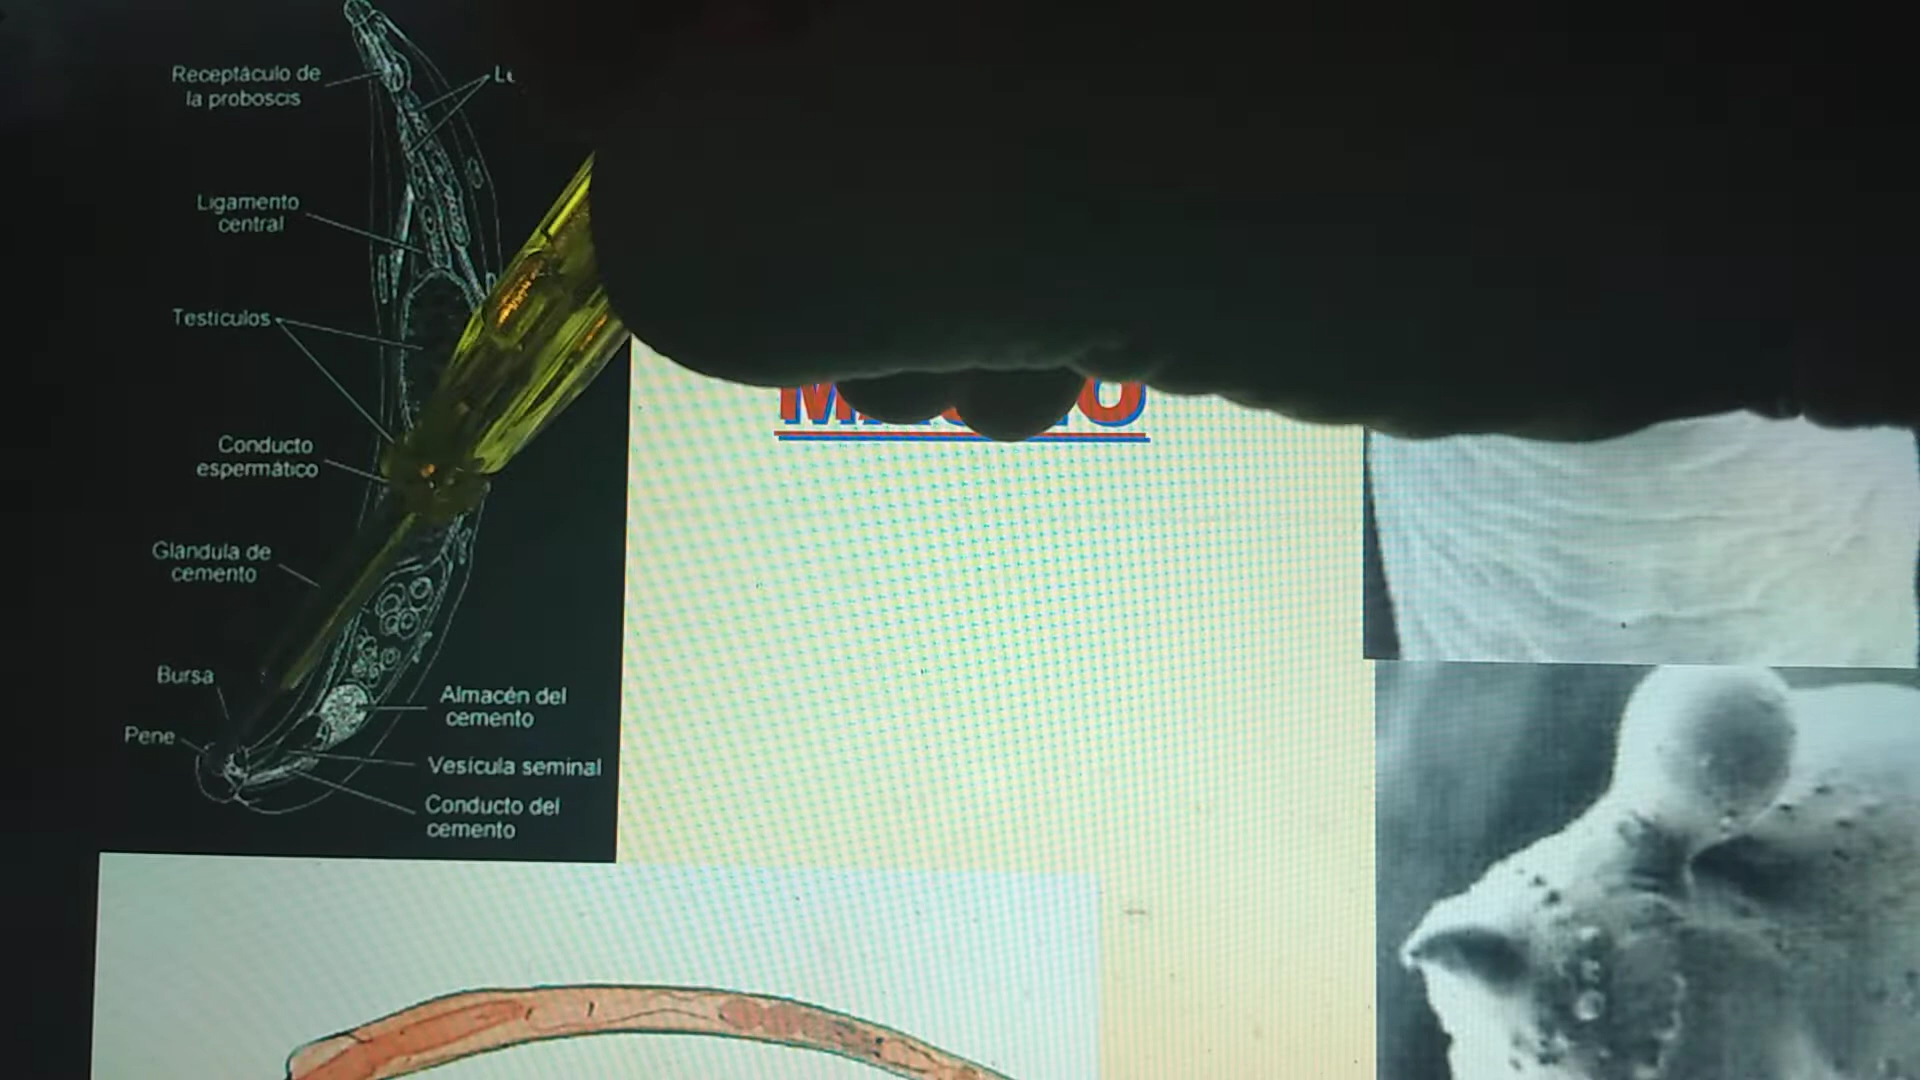 Receptáculo de
la proboscis
Ligamento
central
Testículos
Conducto
espermático
Glándula de
cemento
Bursa
Pene
Almacén del
cemento
Vesícula seminal
Conducto del
cemento